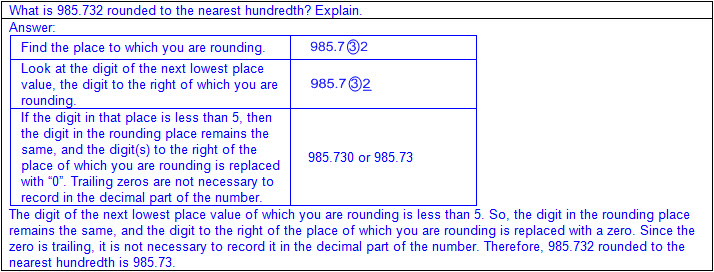 What is 985.732 rounded to the nearest hundredth? Explain.
Answer:
Find the place to which you are rounding.
985.732
Look at the digit of the next lowest place
value, the digit to the right of which you are
rounding.
985.732
If the digit in that place is less than 5, then
the digit in the rounding place remains the
same, and the digit(s) to the right of the
place of which you are rounding is replaced
with “0”. Trailing zeros are not necessary to
record in the decimal part of the number.
985.730 or 985.73
The digit of the next lowest place value of which you are rounding is less than 5. So, the digit in the rounding place
remains the same, and the digit to the right of the place of which you are rounding is replaced with a zero. Since the
zero is trailing, it is not necessary to record it in the decimal part of the number. Therefore, 985.732 rounded to the
nearest hundredth is 985.73.